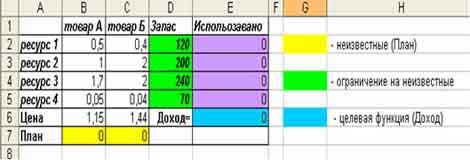 A B C D E F G H
1 товар А товар Б Запас Использавано
2 ресурс 1 0,5 0,4 120 0 - неизвестные (План)
3 ресурс 2 1 2 200 0
4 ресурс 3 1,7 2 240 0 - ограничение на неизвестные
5 ресурс 4 0,05 0,04 70 0
6 Цена 1,15 1,44 Доход= 0 - целевая функция (Доход)
7 План 0 0